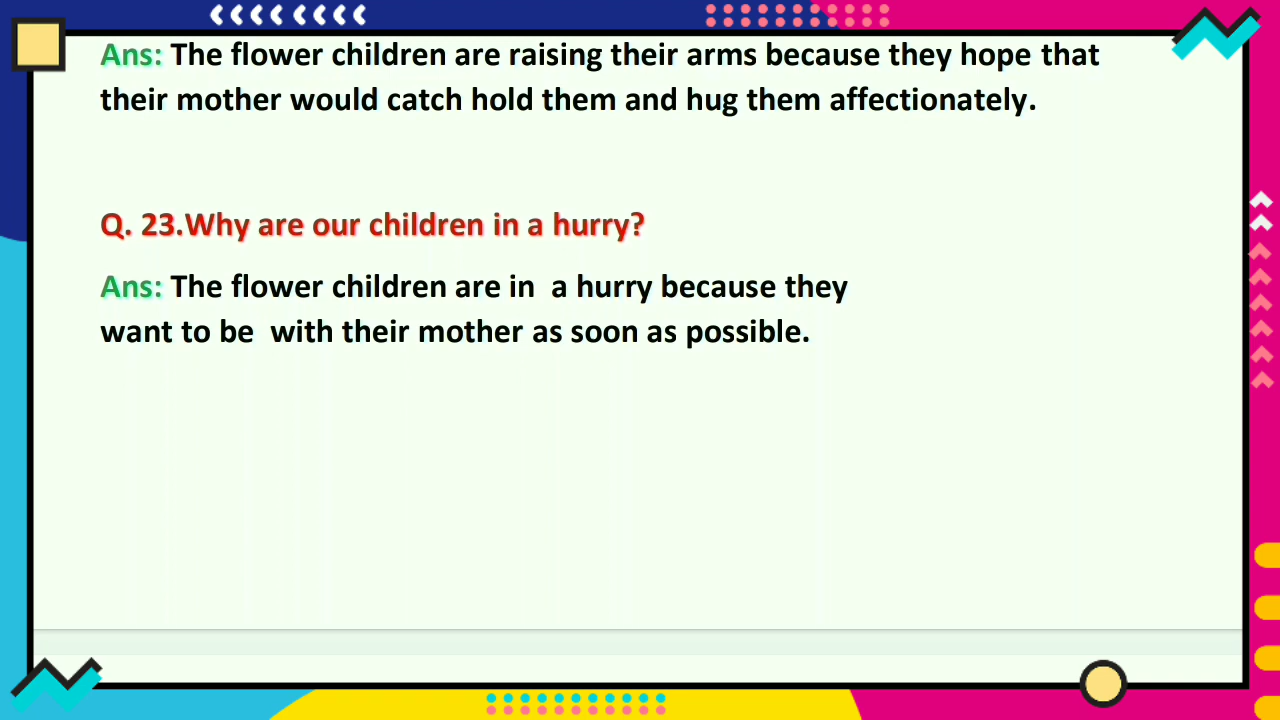 Ans: The flower children are raising their arms because they hope that
their mother would catch hold them and hug them affectionately.
Q. 23.Why are our children in a hurry?
Ans: The flower children are in  a hurry because they
want to be  with their mother as soon as possible.